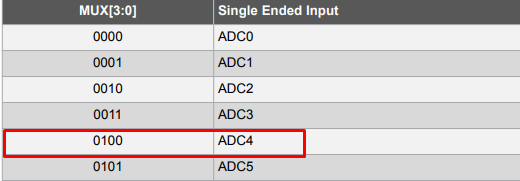 MUX[3:0] Single Ended Input
0000 ADC0
0001 ADC1
0010 ADC2
0011 ADC3
0100 ADC4
0101 ADC5